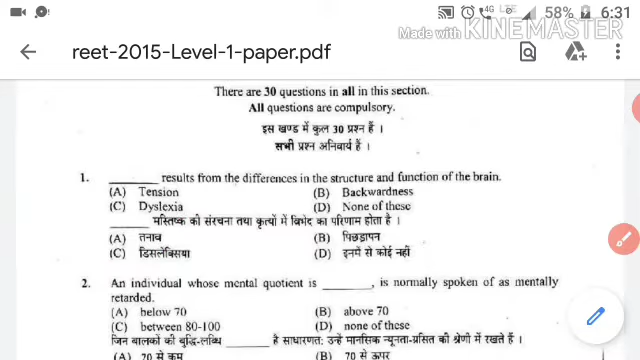 4G LTE 58% 6:31
Made with KINEMASTER
reet-2015-Level-1-paper.pdf
There are 30 questions in all in this section.
All questions are compulsory.
इस खण्ड में कुल 30 प्रश्न हैं ।
सभी प्रश्न अनिवार्य हैं ।
1. ________ results from the differences in the structure and function of the brain.
(A) Tension (B) Backwardness
(C) Dyslexia (D) None of these
________ मस्तिष्क की संरचना तथा कृत्यों में विभेद का परिणाम होता है ।
(A) तनाव (B) पिछड़ापन
(C) डिसलेक्सिया (D) इनमें से कोई नहीं
2. An individual whose mental quotient is ________, is normally spoken of as mentally
retarded.
(A) below 70 (B) above 70
(C) between 80-100 (D) none of these
जिन बालकों की बुद्धि-लब्धि ________ है साधारणतः उन्हें मानसिक न्यूनता-ग्रसित की श्रेणी में रखते हैं ।
(A) 70 से कम (B) 70 से ऊपर